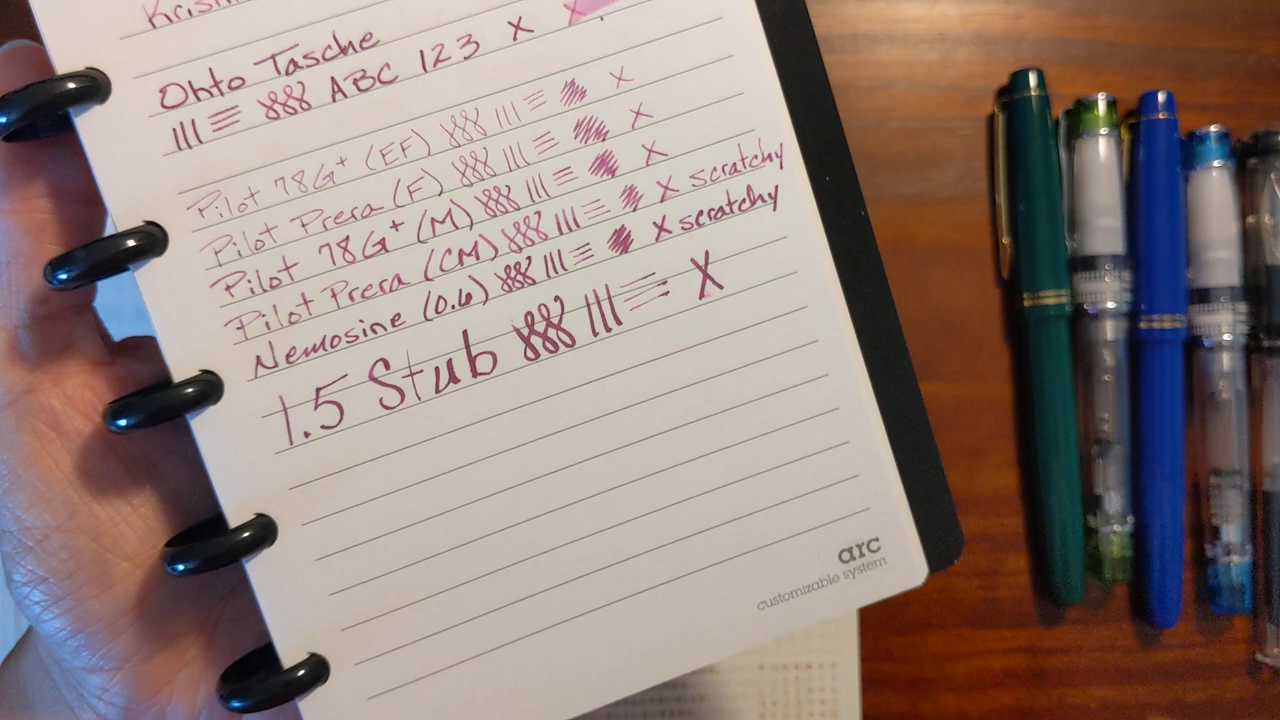 Ohto Tasche
ABC 123 X X
Pilot 78G+ (EF) X
Pilot Prera (F) X
Pilot 78G+ (M) X
Pilot Prera (CM) X scratchy
Nemosine (0.6) X scratchy
1.5 Stub X
arc
customizable system